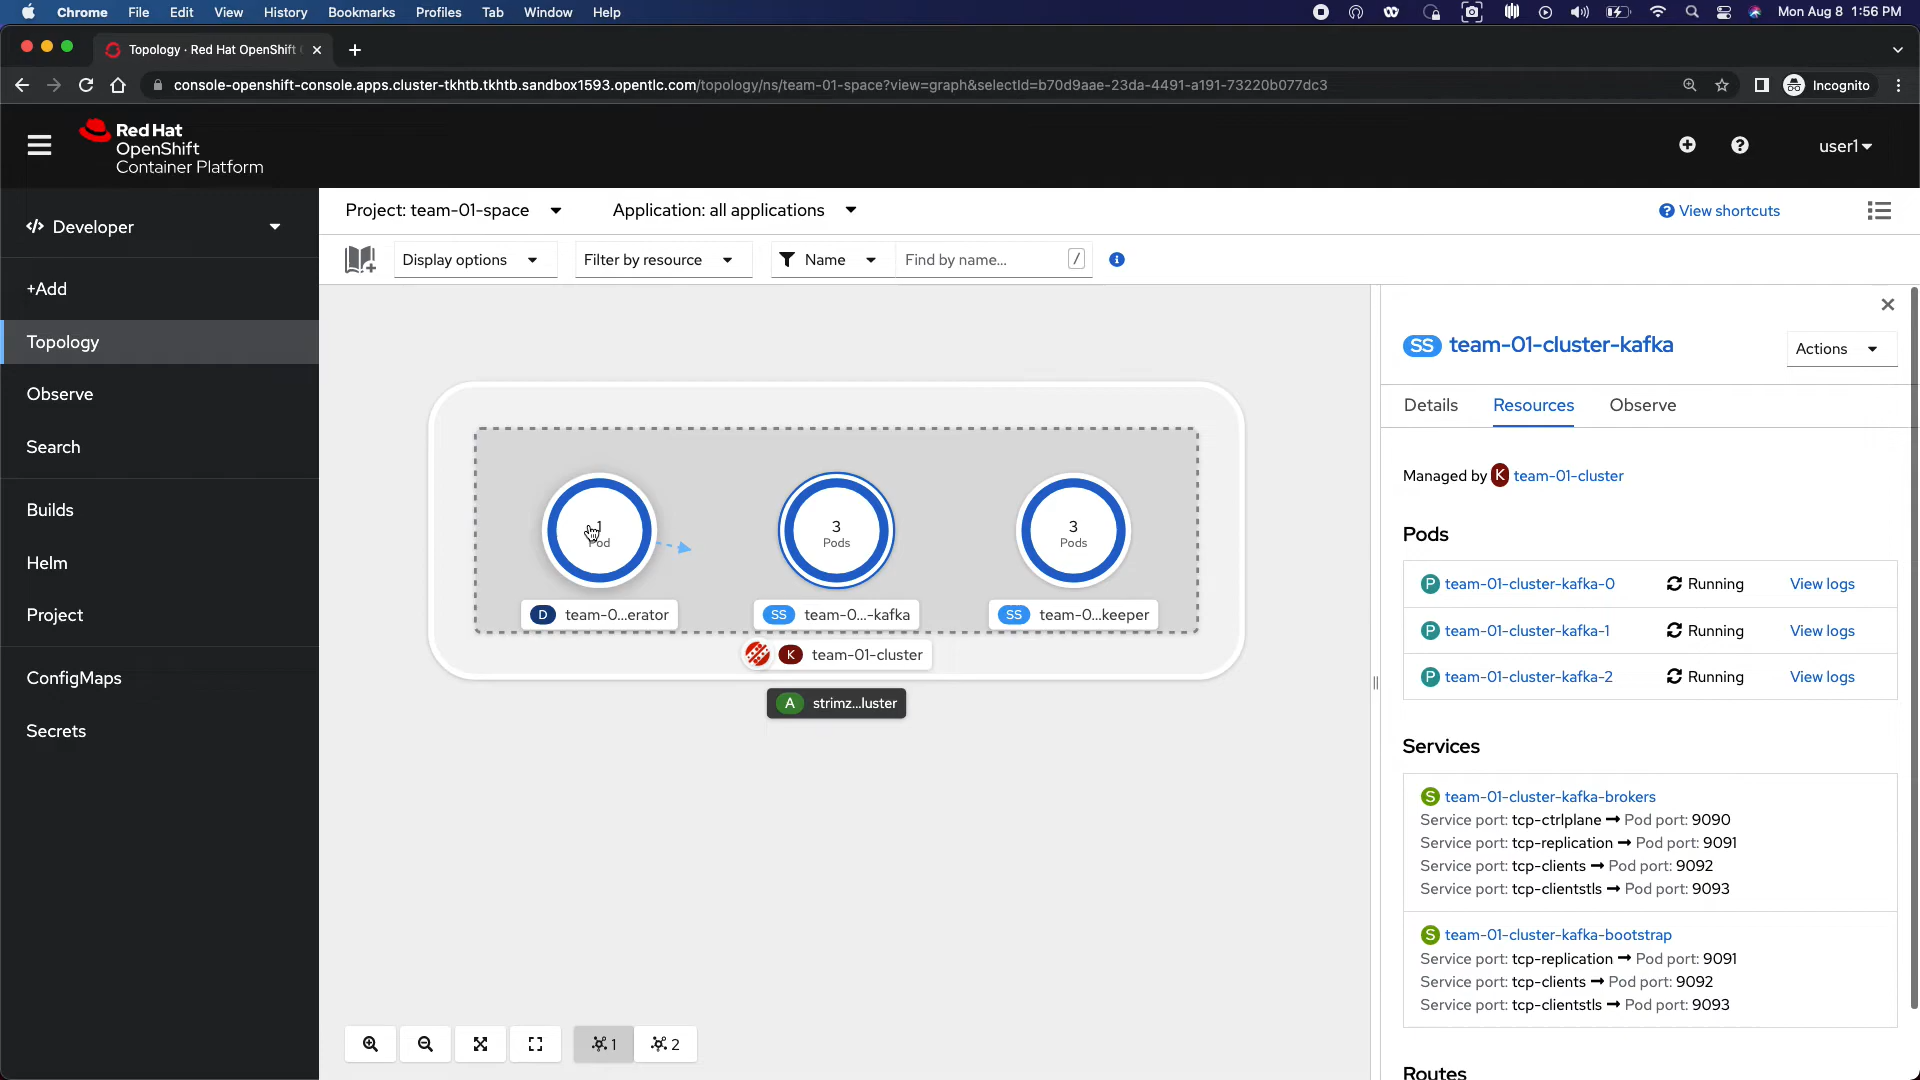 Chrome File Edit View History Bookmarks Profiles Tab Window Help Mon Aug 8 1:56 PM
Topology · Red Hat OpenShift
console-openshift-console.apps.cluster-tkhtb.tkhtb.sandbox1593.opentlc.com/topology/ns/team-01-space?view=graph&selectId=b70d9aae-23da-4491-a191-73220b077dc3 Incognito
Red Hat
OpenShift
Container Platform
user1
Developer
+Add
Topology
Observe
Search
Builds
Helm
Project
ConfigMaps
Secrets
Project: team-01-space Application: all applications View shortcuts
Display options Filter by resource Name Find by name... /
1
Pod
D team-0...erator
3
Pods
SS team-0...-kafka
3
Pods
SS team-0...keeper
K team-01-cluster
A strimz...luster
1 2
SS team-01-cluster-kafka Actions
Details Resources Observe
Managed by K team-01-cluster
Pods
P team-01-cluster-kafka-0 Running View logs
P team-01-cluster-kafka-1 Running View logs
P team-01-cluster-kafka-2 Running View logs
Services
S team-01-cluster-kafka-brokers
Service port: tcp-ctrlplane → Pod port: 9090
Service port: tcp-replication → Pod port: 9091
Service port: tcp-clients → Pod port: 9092
Service port: tcp-clientstls → Pod port: 9093
S team-01-cluster-kafka-bootstrap
Service port: tcp-replication → Pod port: 9091
Service port: tcp-clients → Pod port: 9092
Service port: tcp-clientstls → Pod port: 9093
Routes